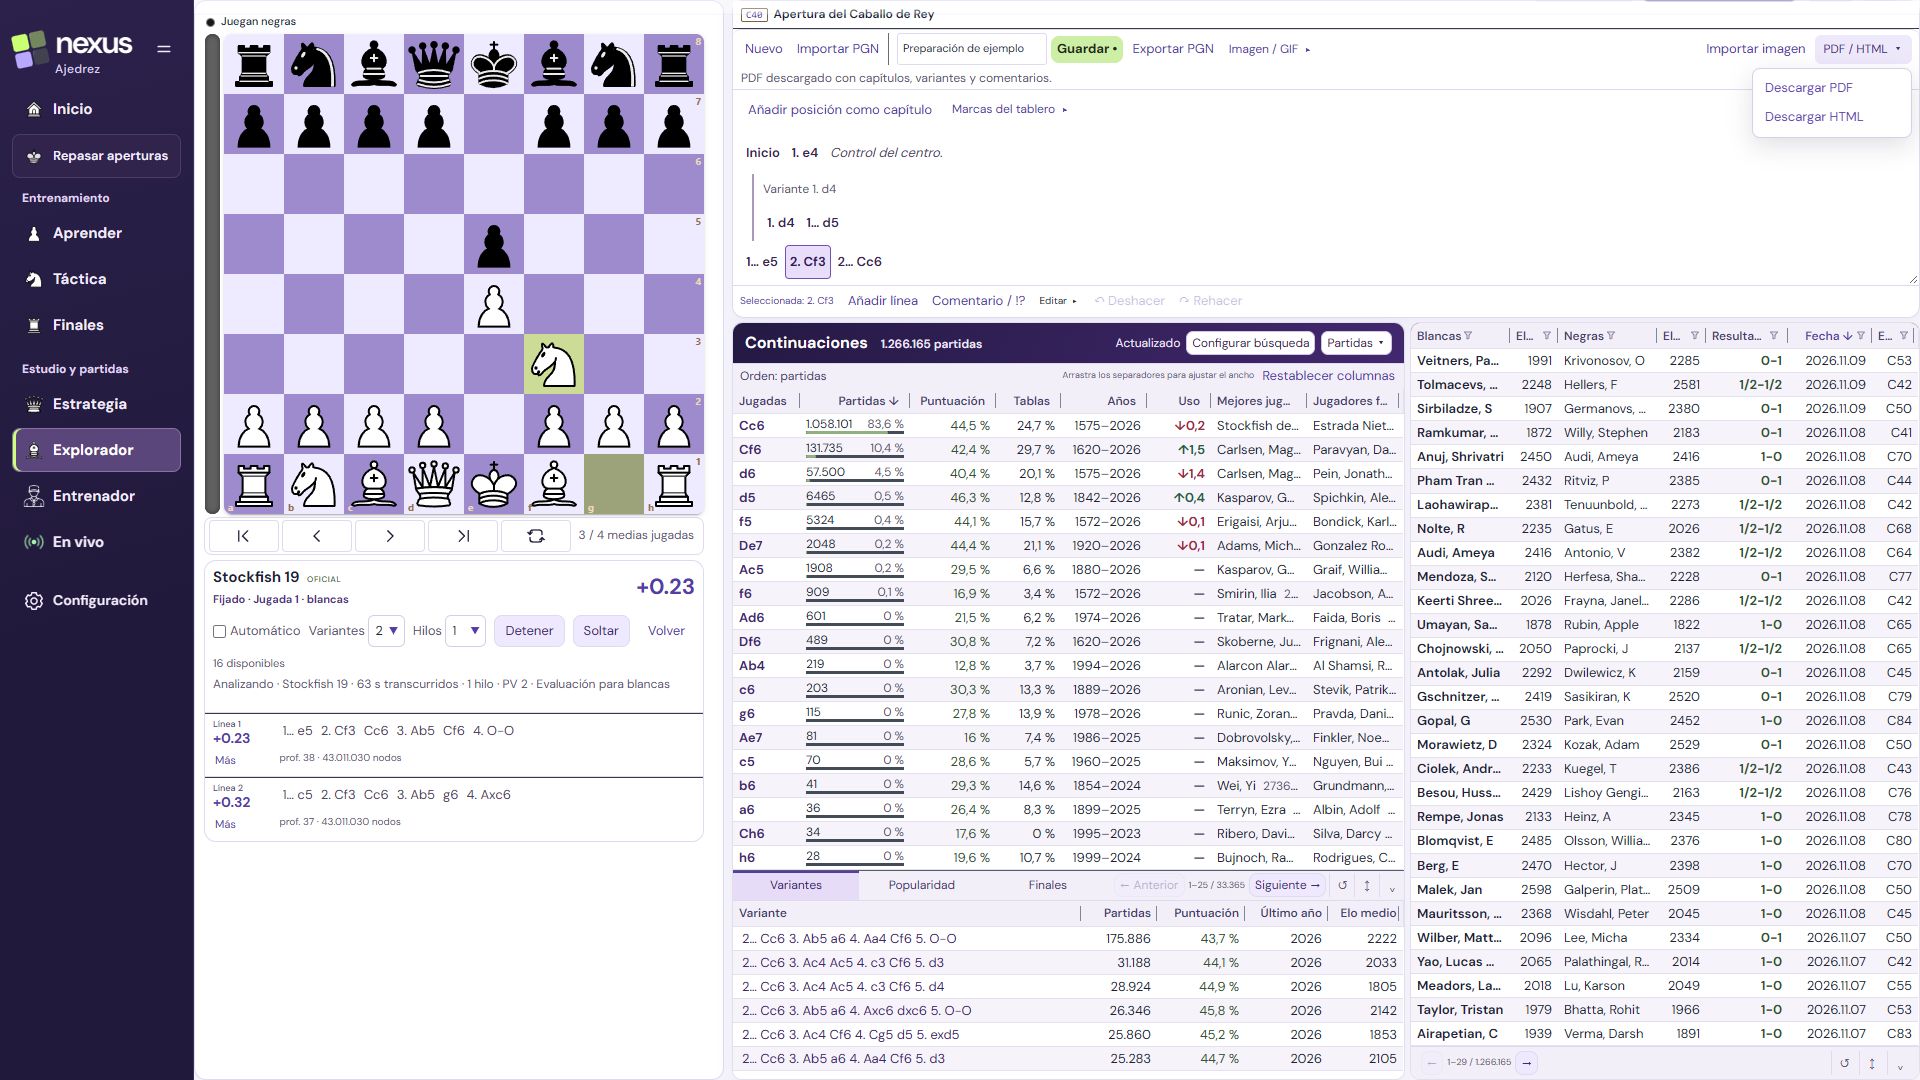 nexus
Ajedrez
Inicio
Repasar aperturas
Entrenamiento
Aprender
Táctica
Finales
Estudio y partidas
Estrategia
Explorador
Entrenador
En vivo
Configuración
Juegan negras
8
7
6
5
4
3
2
1
a b c d e f g h
3 / 4 medias jugadas
Stockfish 19 OFICIAL
+0.23
Fijado · Jugada 1 · blancas
Automático Variantes 2 Hilos 1 Detener Soltar Volver
16 disponibles
Analizando · Stockfish 19 · 63 s transcurridos · 1 hilo · PV 2 · Evaluación para blancas
Línea 1
+0.23 1... e5 2. Cf3 Cc6 3. Ab5 Cf6 4. O-O
Más prof. 38 · 43.011.030 nodos
Línea 2
+0.32 1... c5 2. Cf3 Cc6 3. Ab5 g6 4. Axc6
Más prof. 37 · 43.011.030 nodos
C40 Apertura del Caballo de Rey
Nuevo Importar PGN Preparación de ejemplo Guardar • Exportar PGN Imagen / GIF ▸ Importar imagen PDF / HTML ▾
PDF descargado con capítulos, variantes y comentarios.
Descargar PDF
Descargar HTML
Añadir posición como capítulo Marcas del tablero ▸
Inicio 1. e4 Control del centro.
Variante 1. d4
1. d4 1... d5
1... e5 2. Cf3 2... Cc6
Seleccionada: 2. Cf3 Añadir línea Comentario / !? Editar ▸ Deshacer Rehacer
Continuaciones 1.266.165 partidas Actualizado Configurar búsqueda Partidas ▾
Orden: partidas Arrastra los separadores para ajustar el ancho Restablecer columnas
Jugadas Partidas ↓ Puntuación Tablas Años Uso Mejores jug... Jugadores f...
Cc6 1.058.101 83,6 % 44,5 % 24,7 % 1575–2026 ↓0,2 Stockfish de... Estrada Niet...
Cf6 131.735 10,4 % 42,4 % 29,7 % 1620–2026 ↑1,5 Carlsen, Mag... Paravyan, Da...
d6 57.500 4,5 % 40,4 % 20,1 % 1575–2026 ↓1,4 Carlsen, Mag... Pein, Jonath...
d5 6465 0,5 % 46,3 % 12,8 % 1842–2026 ↑0,4 Kasparov, G... Spichkin, Ale...
f5 5324 0,4 % 44,1 % 15,7 % 1572–2026 ↓0,1 Erigaisi, Arju... Bondick, Karl...
De7 2048 0,2 % 44,4 % 21,1 % 1920–2026 ↓0,1 Adams, Mich... Gonzalez Ro...
Ac5 1908 0,2 % 29,5 % 6,6 % 1880–2026 — Kasparov, G... Graif, Willia...
f6 909 0,1 % 16,9 % 3,4 % 1572–2026 — Smirin, Ilia 2... Jacobson, A...
Ad6 601 0 % 21,5 % 6,2 % 1974–2026 — Tratar, Mark... Faida, Boris ...
Df6 489 0 % 30,8 % 7,2 % 1620–2026 — Skoberne, Ju... Frignani, Ale...
Ab4 219 0 % 12,8 % 3,7 % 1994–2026 — Alarcon Alar... Al Shamsi, R...
c6 203 0 % 30,3 % 13,3 % 1889–2026 — Aronian, Lev... Stevik, Patrik...
g6 115 0 % 27,8 % 13,9 % 1978–2026 — Runic, Zoran... Pravda, Dani...
Ae7 81 0 % 16 % 7,4 % 1986–2025 — Dobrovolsky,... Finkler, Noe...
c5 70 0 % 28,6 % 5,7 % 1960–2025 — Maksimov, Y... Nguyen, Bui ...
b6 41 0 % 29,3 % 14,6 % 1854–2024 — Wei, Yi 2736... Grundmann,...
a6 36 0 % 26,4 % 8,3 % 1899–2025 — Terryn, Ezra ... Albin, Adolf ...
Ch6 34 0 % 17,6 % 0 % 1995–2023 — Ribero, Davi... Silva, Darcy ...
h6 28 0 % 19,6 % 10,7 % 1999–2024 — Bujnoch, Ra... Rodrigues, C...
Variantes Popularidad Finales ← Anterior 1–25 / 33.365 Siguiente →
Variante Partidas Puntuación Último año Elo medio
2... Cc6 3. Ab5 a6 4. Aa4 Cf6 5. O-O 175.886 43,7 % 2026 2222
2... Cc6 3. Ac4 Ac5 4. c3 Cf6 5. d3 31.188 44,1 % 2026 2033
2... Cc6 3. Ac4 Ac5 4. c3 Cf6 5. d4 28.924 44,9 % 2026 1805
2... Cc6 3. Ab5 a6 4. Axc6 dxc6 5. O-O 26.346 45,8 % 2026 2142
2... Cc6 3. Ac4 Cf6 4. Cg5 d5 5. exd5 25.860 45,2 % 2026 1853
2... Cc6 3. Ab5 a6 4. Aa4 Cf6 5. d3 25.283 44,7 % 2026 2105
Blancas El... Negras El... Resulta... Fecha ↓ E...
Veitners, Pa... 1991 Krivonosov, O 2285 0-1 2026.11.09 C53
Tolmacevs, ... 2248 Hellers, F 2581 1/2-1/2 2026.11.09 C42
Sirbiladze, S 1907 Germanovs, ... 2380 0-1 2026.11.09 C50
Ramkumar, ... 1872 Willy, Stephen 2183 0-1 2026.11.08 C41
Anuj, Shrivatri 2450 Audi, Ameya 2416 1-0 2026.11.08 C70
Pham Tran ... 2432 Ritviz, P 2385 0-1 2026.11.08 C44
Laohawirap... 2381 Tenuunbold, ... 2273 1/2-1/2 2026.11.08 C42
Nolte, R 2235 Gatus, E 2026 1/2-1/2 2026.11.08 C68
Audi, Ameya 2416 Antonio, V 2382 1/2-1/2 2026.11.08 C64
Mendoza, S... 2120 Herfesa, Sha... 2228 0-1 2026.11.08 C77
Keerti Shree... 2026 Frayna, Janel... 2286 1/2-1/2 2026.11.08 C42
Umayan, Sa... 1878 Rubin, Apple 1822 1-0 2026.11.08 C65
Chojnowski, ... 2050 Paprocki, J 2137 1/2-1/2 2026.11.08 C65
Antolak, Julia 2292 Dwilewicz, K 2159 0-1 2026.11.08 C45
Gschnitzer, ... 2419 Sasikiran, K 2520 0-1 2026.11.08 C79
Gopal, G 2530 Park, Evan 2452 1-0 2026.11.08 C84
Morawietz, D 2324 Kozak, Adam 2529 0-1 2026.11.08 C50
Ciolek, Andr... 2233 Kuegel, T 2386 1/2-1/2 2026.11.08 C43
Besou, Huss... 2429 Lishoy Gengi... 2163 1/2-1/2 2026.11.08 C76
Rempe, Jonas 2133 Heinz, A 2345 1-0 2026.11.08 C78
Blomqvist, E 2485 Olsson, Willia... 2376 1-0 2026.11.08 C80
Berg, E 2470 Hector, J 2398 1-0 2026.11.08 C70
Malek, Jan 2598 Galperin, Plat... 2509 1-0 2026.11.08 C50
Mauritsson, ... 2368 Wisdahl, Peter 2045 1-0 2026.11.08 C45
Wilber, Matt... 2096 Lee, Micha 2334 0-1 2026.11.07 C50
Yao, Lucas ... 2065 Palathingal, R... 2014 1-0 2026.11.07 C42
Meadors, La... 2018 Lu, Karson 2049 1-0 2026.11.07 C55
Taylor, Tristan 1979 Bhatta, Rohit 1966 1-0 2026.11.07 C53
Airapetian, C 1939 Verma, Darsh 1891 1-0 2026.11.07 C83
← 1–29 / 1.266.165 →